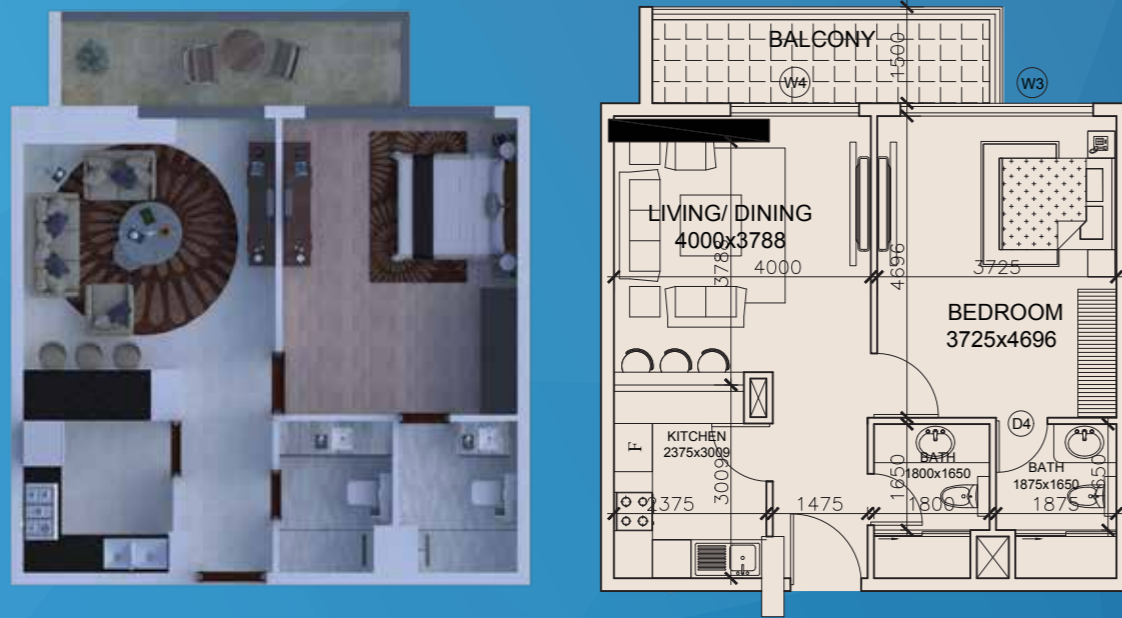 BALCONY
1500
W4
W3
LIVING/ DINING
4000x3788
3788
4000
4696
3725
BEDROOM
3725x4696
KITCHEN
2375x3009
F
3009
D4
BATH
1800x1650
1650
BATH
1875x1650
1650
2375
1475
1800
1875